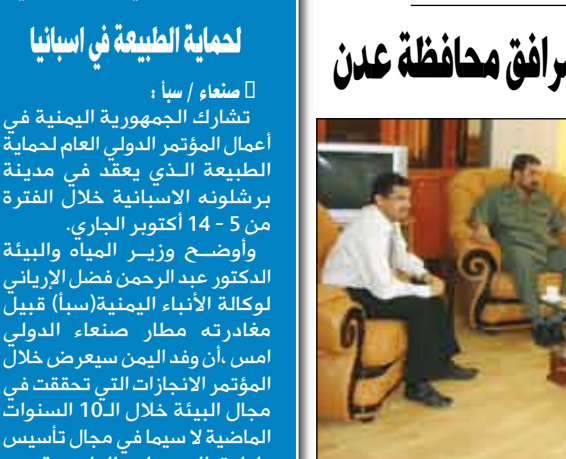 لحماية الطبيعة في اسبانيا
صنعاء / سبأ :
تشارك الجمهورية اليمنية في
أعمال المؤتمر الدولي العام لحماية
الطبيعة الـذي يعقد في مدينة
برشلونه الاسبانية خلال الفترة
من 5 - 14 أكتوبر الجاري.
وأوضــح وزيــر المياه والبيئة
الدكتور عبد الرحمن فضل الإرياني
لوكالة الأنباء اليمنية(سبأ) قبيل
مغادرته مطار صنعاء الدولي
امس ،أن وفد اليمن سيعرض خلال
المؤتمر الانجازات التي تحققت في
مجال البيئة خلال الـ10 السنوات
الماضية لا سيما في مجال تأسيس
مرافق محافظة عدن